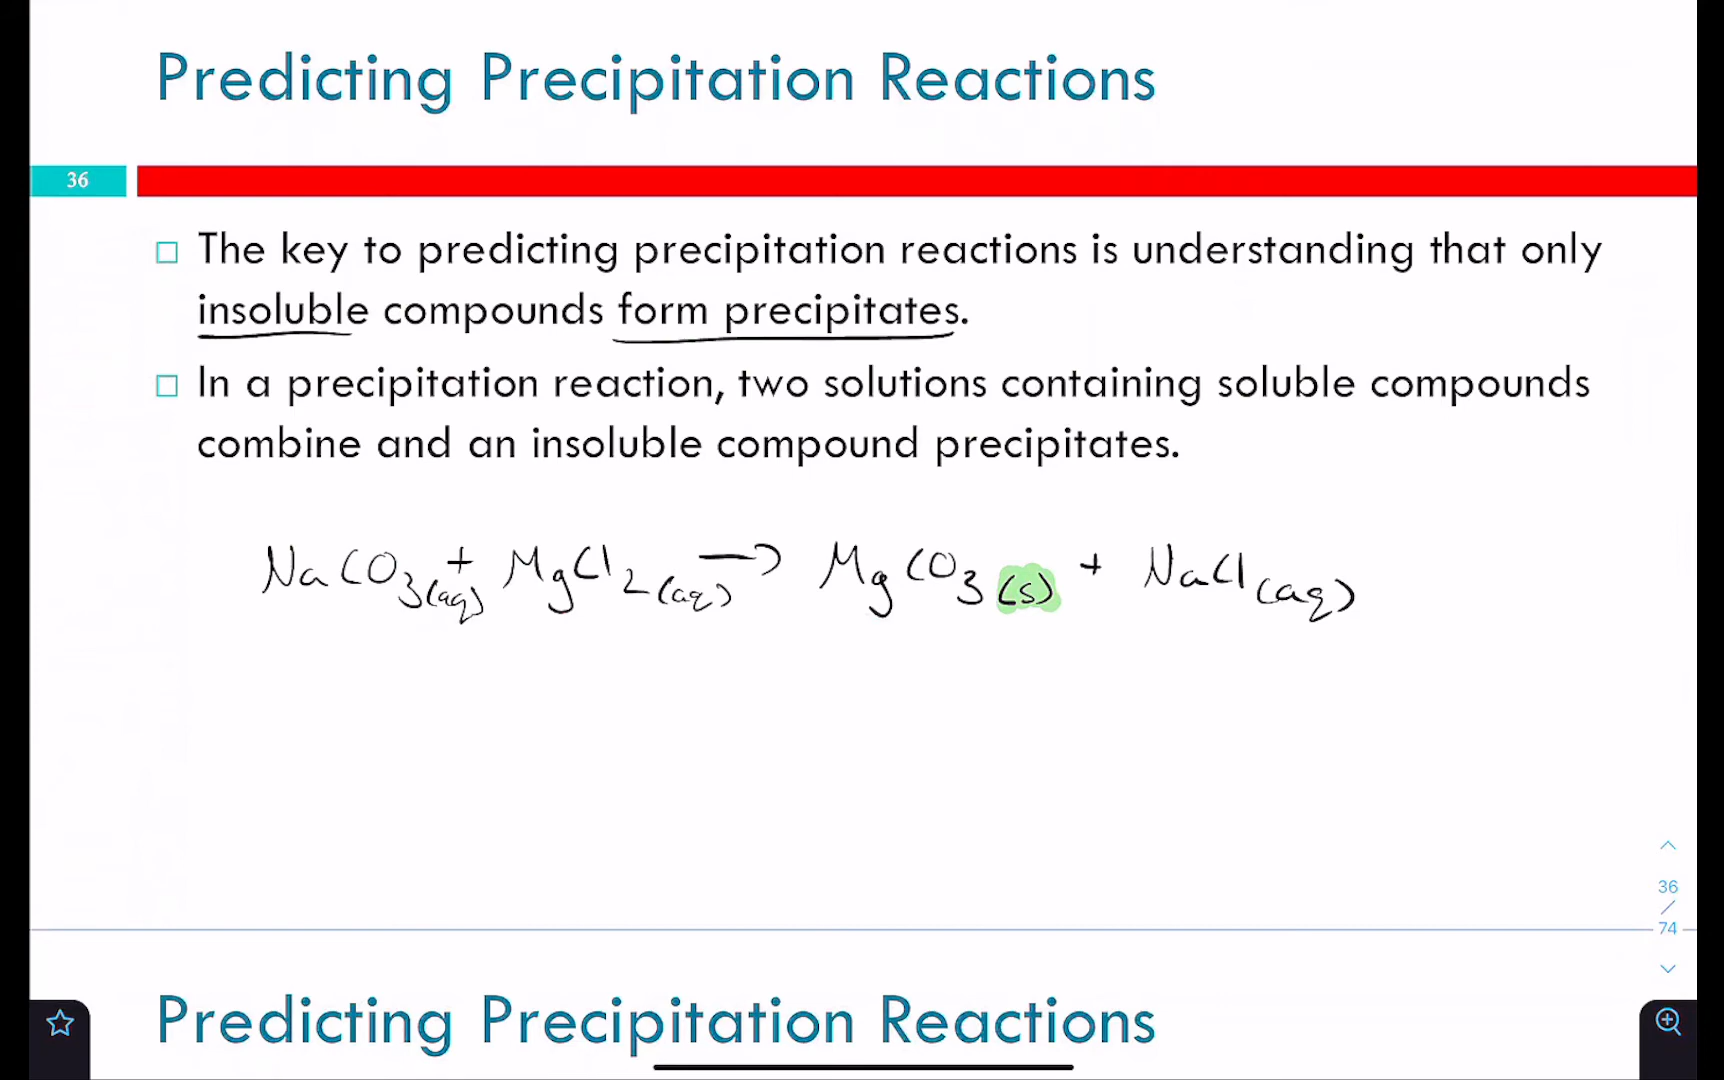 Predicting Precipitation Reactions
36
The key to predicting precipitation reactions is understanding that only
insoluble compounds form precipitates.
In a precipitation reaction, two solutions containing soluble compounds
combine and an insoluble compound precipitates.
NaCO3(aq) + MgCl2(aq) → MgCO3(s) + NaCl(aq)
36
/
74
Predicting Precipitation Reactions